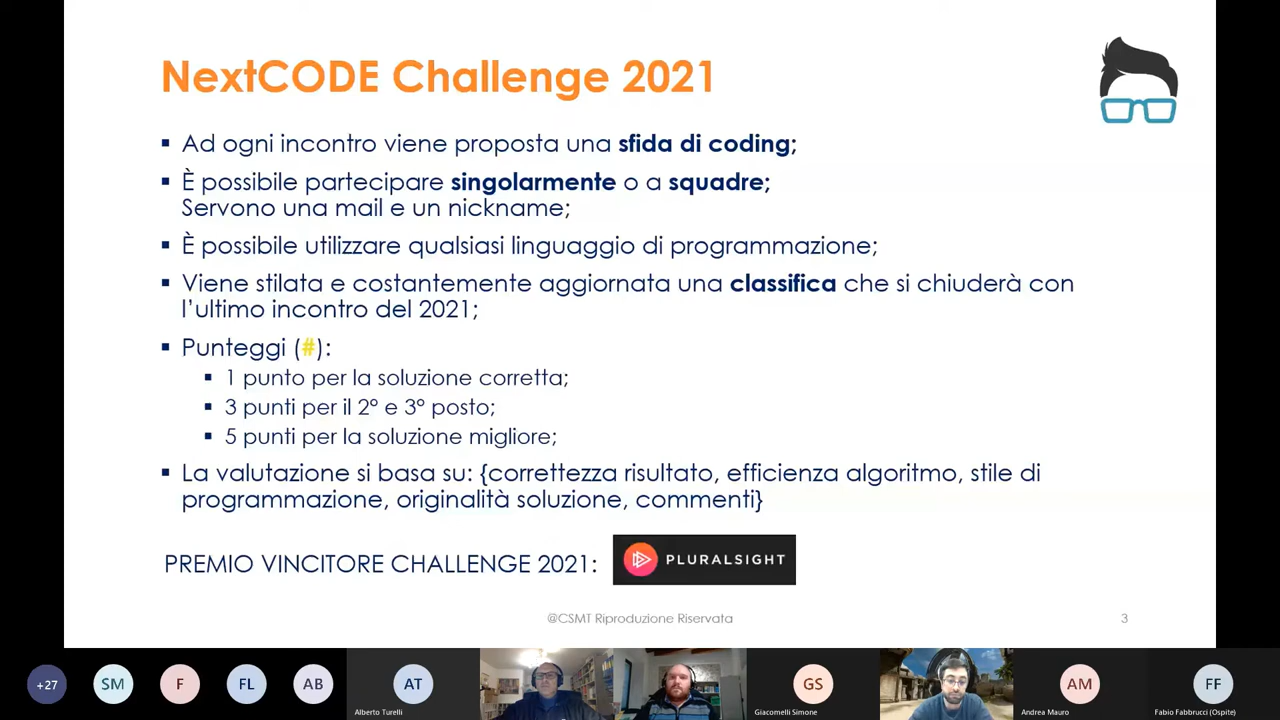 NextCODE Challenge 2021
▪ Ad ogni incontro viene proposta una sfida di coding;
▪ È possibile partecipare singolarmente o a squadre;
Servono una mail e un nickname;
▪ È possibile utilizzare qualsiasi linguaggio di programmazione;
▪ Viene stilata e costantemente aggiornata una classifica che si chiuderà con
l’ultimo incontro del 2021;
▪ Punteggi (#):
▪ 1 punto per la soluzione corretta;
▪ 3 punti per il 2° e 3° posto;
▪ 5 punti per la soluzione migliore;
▪ La valutazione si basa su: {correttezza risultato, efficienza algoritmo, stile di
programmazione, originalità soluzione, commenti}
PREMIO VINCITORE CHALLENGE 2021: PLURALSIGHT
@CSMT Riproduzione Riservata 3
+27 SM F FL AB AT GS AM FF
Alberto Turelli Giacomelli Simone Andrea Mauro Fabio Fabbrucci (Ospite)